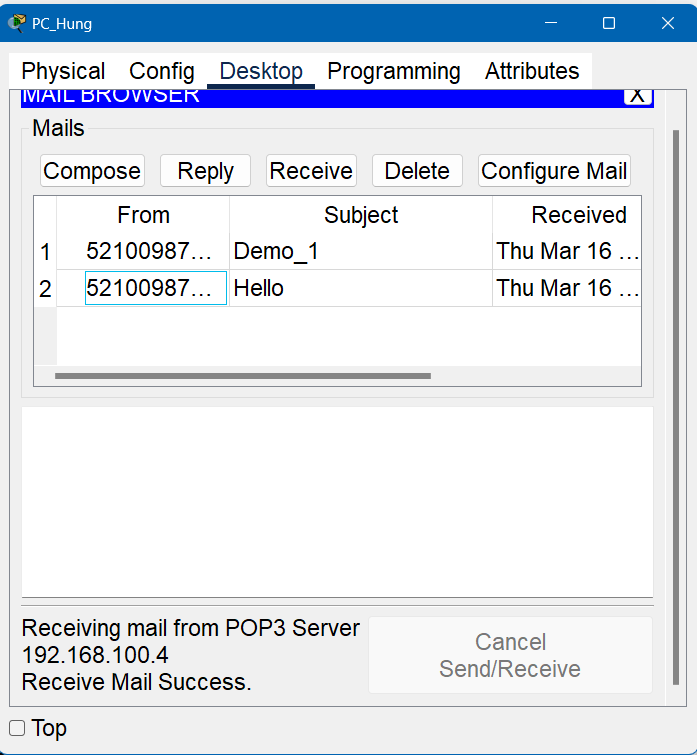 PC_Hung
Physical Config Desktop Programming Attributes
MAIL BROWSER X
Mails
Compose Reply Receive Delete Configure Mail
From Subject Received
1 52100987... Demo_1 Thu Mar 16 ...
2 52100987... Hello Thu Mar 16 ...
Receiving mail from POP3 Server
192.168.100.4
Receive Mail Success.
Cancel
Send/Receive
Top